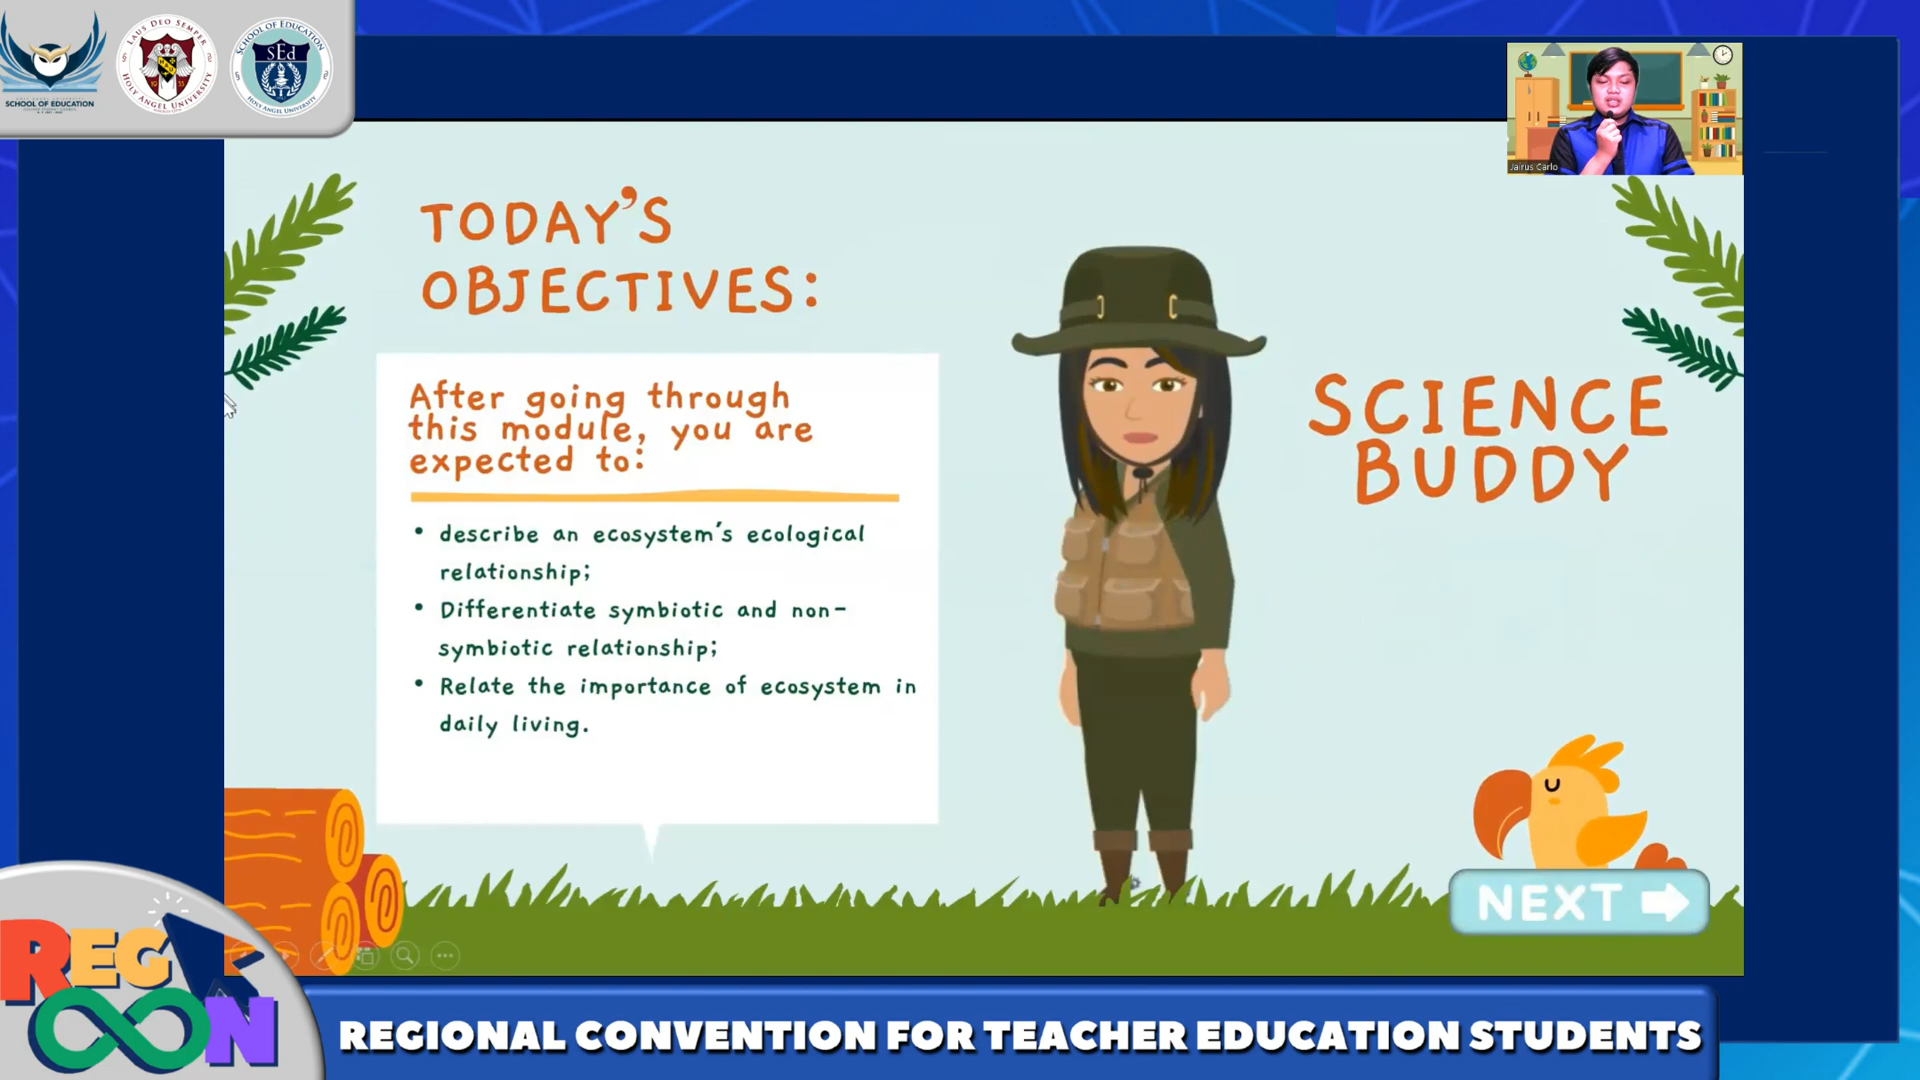 SCHOOL OF EDUCATION
LAUS DEO SEMPER
HOLY ANGEL UNIVERSITY
SCHOOL OF EDUCATION
SEd
HOLY ANGEL UNIVERSITY
Jairus Carlo
TODAY'S
OBJECTIVES:
After going through
this module, you are
expected to:
• describe an ecosystem's ecological
relationship;
• Differentiate symbiotic and non-
symbiotic relationship;
• Relate the importance of ecosystem in
daily living.
SCIENCE
BUDDY
NEXT
REG
CON
REGIONAL CONVENTION FOR TEACHER EDUCATION STUDENTS